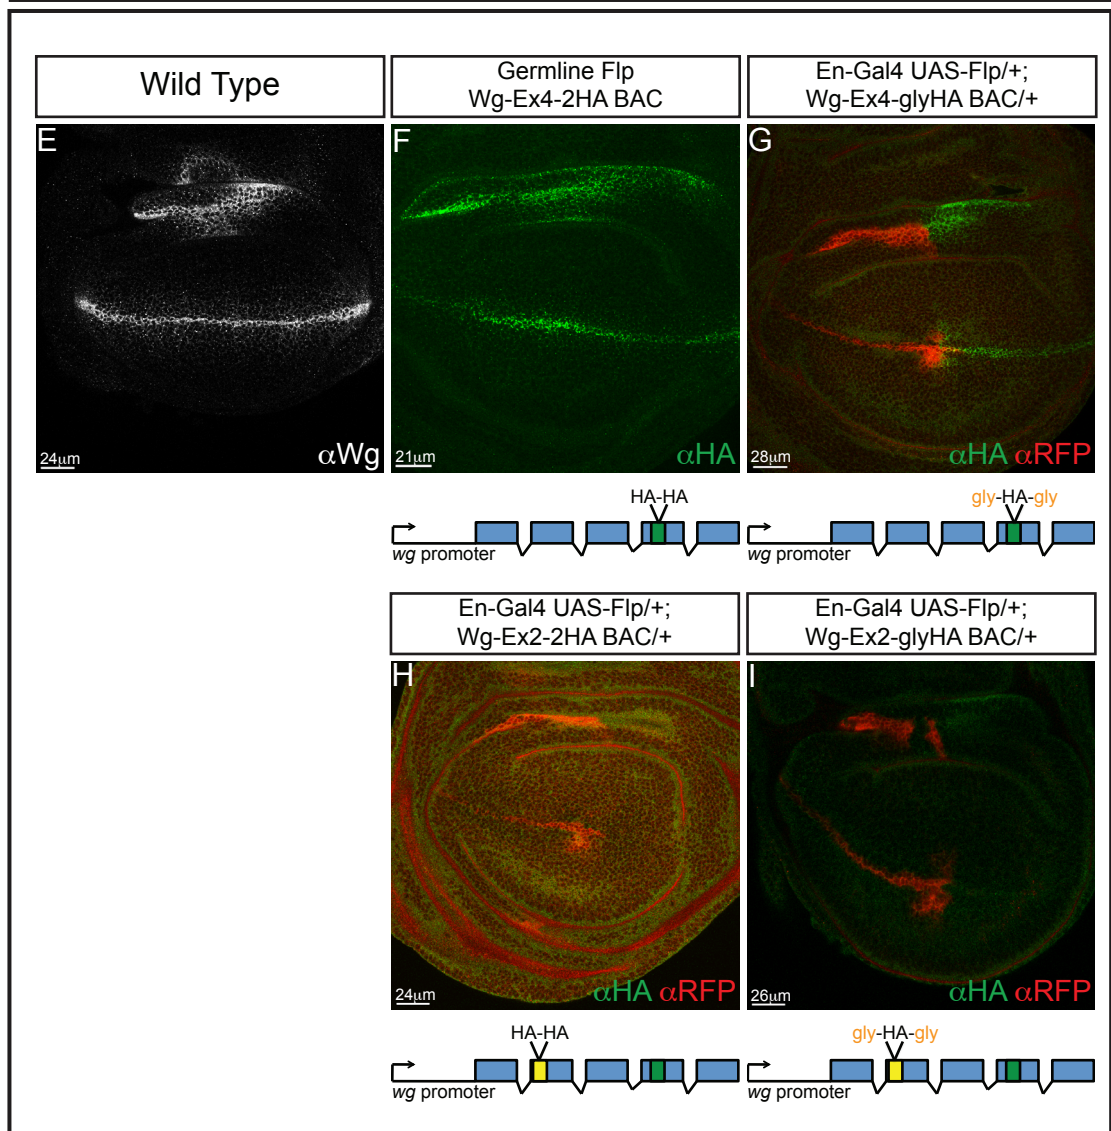 Wild Type
Germline Flp
Wg-Ex4-2HA BAC
En-Gal4 UAS-Flp/+;
Wg-Ex4-glyHA BAC/+
E
24μm
αWg
F
21μm
αHA
G
28μm
αHA αRFP
HA-HA
wg promoter
gly-HA-gly
wg promoter
En-Gal4 UAS-Flp/+;
Wg-Ex2-2HA BAC/+
En-Gal4 UAS-Flp/+;
Wg-Ex2-glyHA BAC/+
H
24μm
αHA αRFP
I
26μm
αHA αRFP
HA-HA
wg promoter
gly-HA-gly
wg promoter